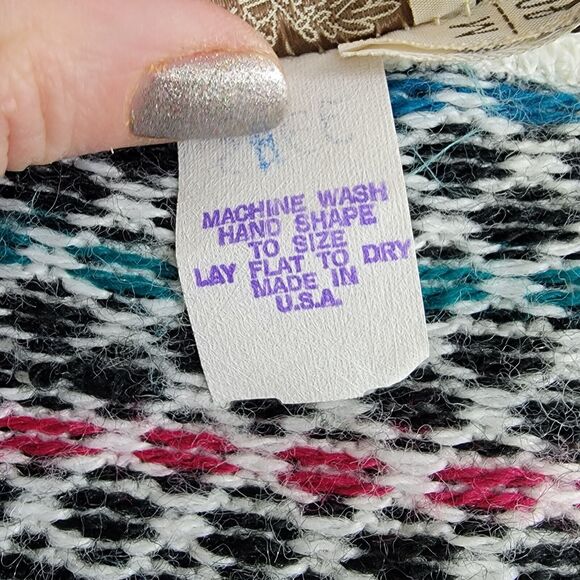 MACHINE WASH
HAND SHAPE
TO SIZE
LAY FLAT TO DRY
MADE IN
U.S.A.